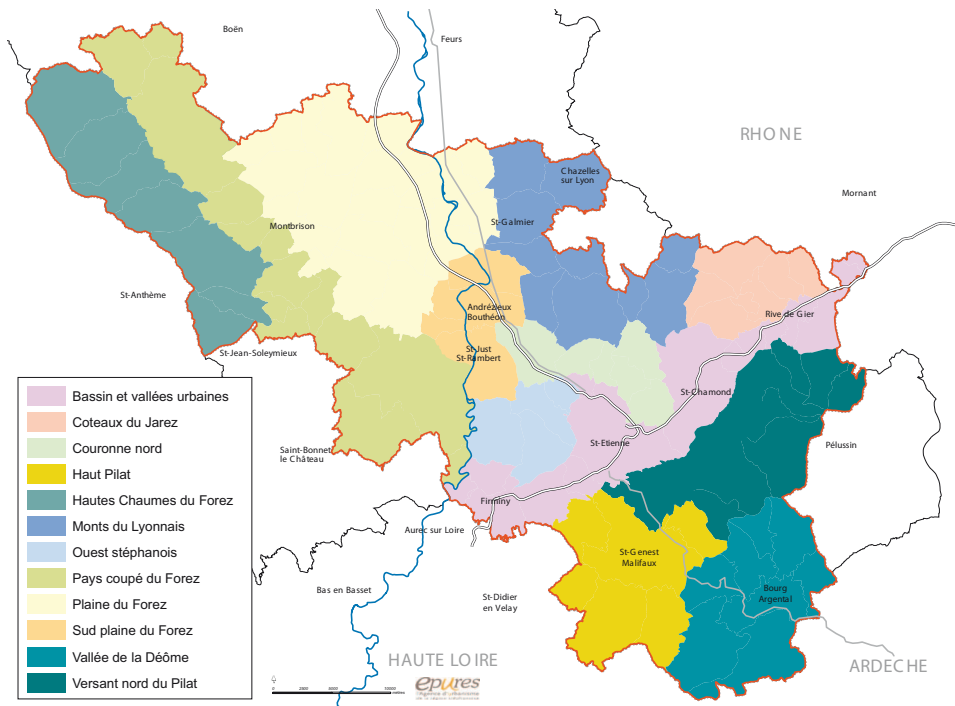 Boën
Feurs
RHONE
Chazelles
sur Lyon
Mornant
St-Galmier
Montbrison
St-Anthème
Andrézieux
Bouthéon
Rive de Gier
St-Jean-Soleymieux
St-Just
St-Rambert
St-Chamond
Bassin et vallées urbaines
Coteaux du Jarez
Couronne nord
Haut Pilat
Hautes Chaumes du Forez
Monts du Lyonnais
Ouest stéphanois
Pays coupé du Forez
Plaine du Forez
Sud plaine du Forez
Vallée de la Déôme
Versant nord du Pilat
St-Etienne
Pélussin
Saint-Bonnet
le Château
Firminy
Aurec sur Loire
St-Genest
Malifaux
Bas en Basset
St-Didier
en Velay
Bourg
Argental
HAUTE LOIRE
ARDECHE
epures